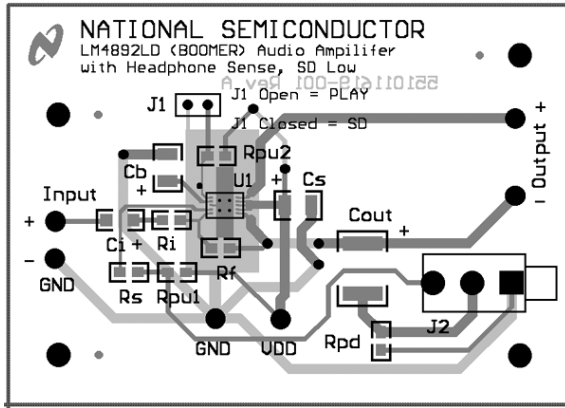 NATIONAL SEMICONDUCTOR
LM4892LD (BOOMER) Audio Ampilifer
with Headphone Sense, SD Low
551011619-001 Rev A
J1
J1 Open = PLAY
J1 Closed = SD
Rpu2
Cb
+
U1
+
Cs
Output +
-
Input
+
Ci
+
Ri
Cout
+
-
GND
Rf
Rs
Rpu1
GND
VDD
Rpd
J2